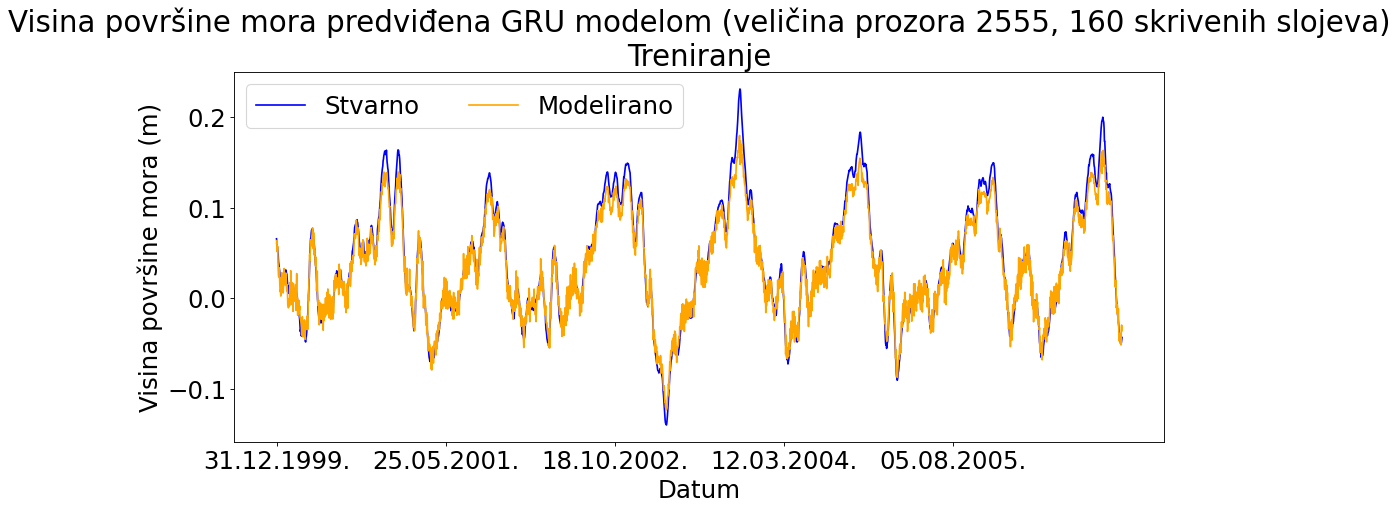 Visina površine mora predviđena GRU modelom (veličina prozora 2555, 160 skrivenih slojeva)
Treniranje
Stvarno
Modelirano
Visina površine mora (m)
0.2
0.1
0.0
−0.1
31.12.1999.
25.05.2001.
18.10.2002.
12.03.2004.
05.08.2005.
Datum